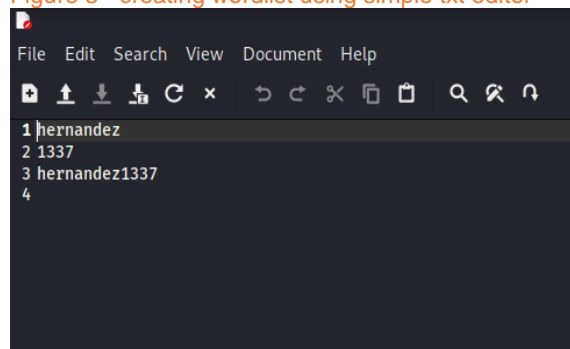 File Edit Search View Document Help
1 hernandez
2 1337
3 hernandez1337
4